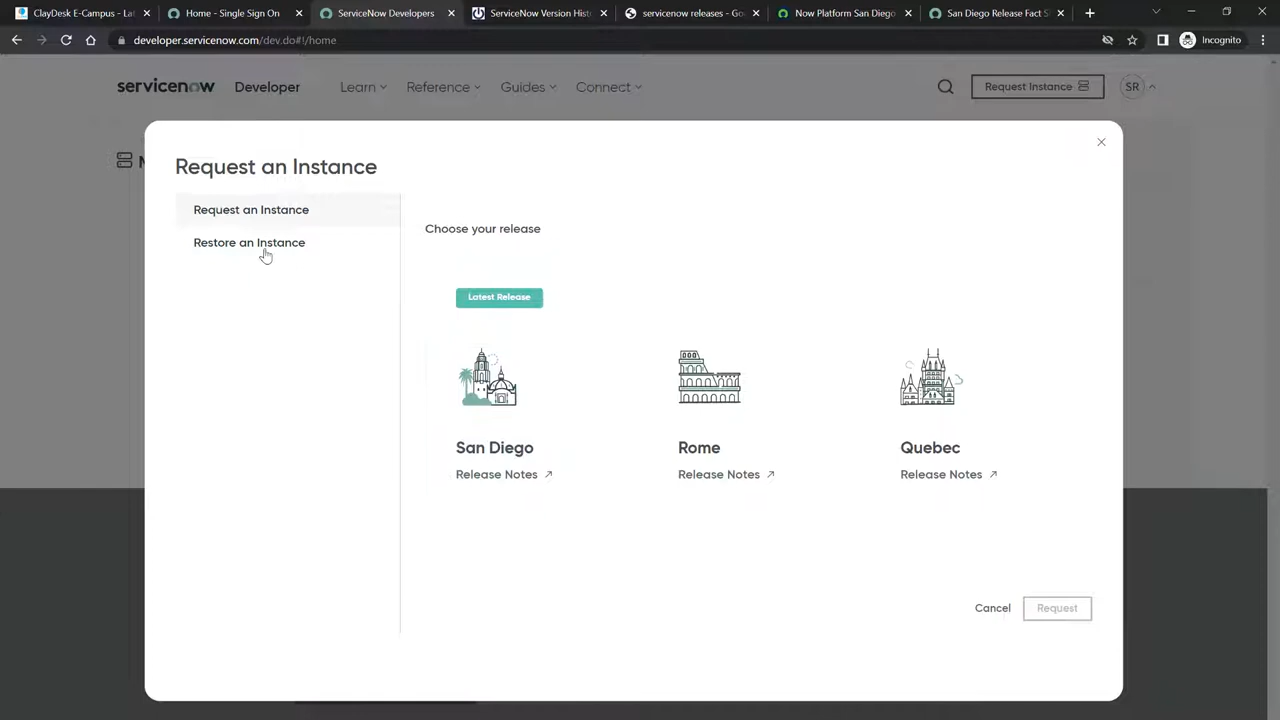 ClayDesk E-Campus - Lat
Home - Single Sign On
ServiceNow Developers
ServiceNow Version Hist
servicenow releases - Go
Now Platform San Diego
San Diego Release Fact S
developer.servicenow.com/dev.do#!/home
Incognito
servicenow
Developer
Learn
Reference
Guides
Connect
Request Instance
SR
M
Request an Instance
Request an Instance
Restore an Instance
Choose your release
Latest Release
San Diego
Release Notes
Rome
Release Notes
Quebec
Release Notes
Cancel
Request